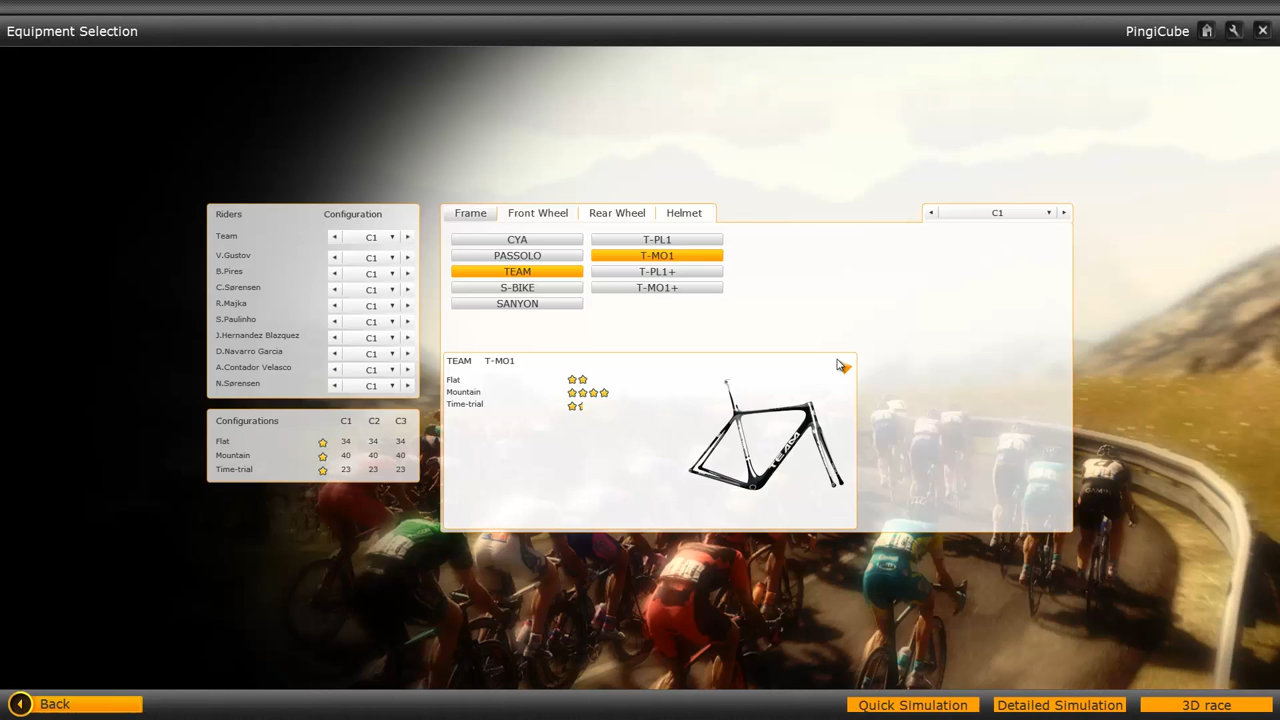 Equipment Selection
PingiCube
Riders Configuration
Team C1
V.Gustov C1
B.Pires C1
C.Sørensen C1
R.Majka C1
S.Paulinho C1
J.Hernandez Blazquez C1
D.Navarro Garcia C1
A.Contador Velasco C1
N.Sørensen C1
Configurations C1 C2 C3
Flat 34 34 34
Mountain 40 40 40
Time-trial 23 23 23
Frame Front Wheel Rear Wheel Helmet
C1
CYA T-PL1
PASSOLO T-MO1
TEAM T-PL1+
S-BIKE T-MO1+
SANYON
TEAM T-MO1
Flat
Mountain
Time-trial
TEAM
Back
Quick Simulation
Detailed Simulation
3D race